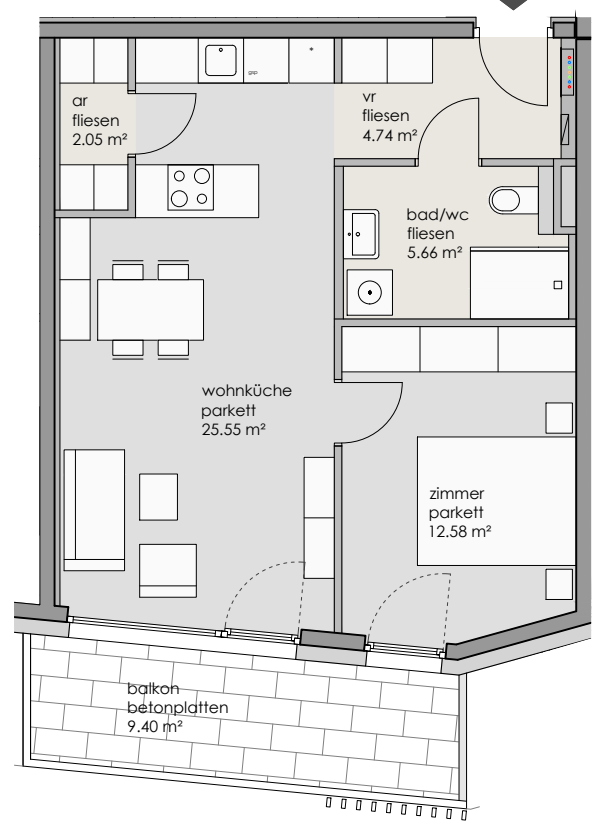 ar
fliesen
2.05 m²
gsp
*
vr
fliesen
4.74 m²
bad/wc
fliesen
5.66 m²
wohnküche
parkett
25.55 m²
zimmer
parkett
12.58 m²
balkon
betonplatten
9.40 m²